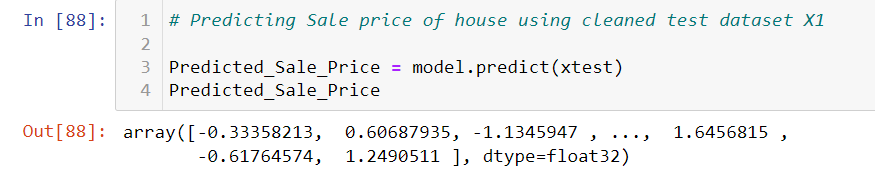 In [88]: 1 # Predicting Sale price of house using cleaned test dataset X1
2
3 Predicted_Sale_Price = model.predict(xtest)
4 Predicted_Sale_Price
Out[88]: array([-0.33358213,  0.60687935, -1.1345947 , ...,  1.6456815 ,
-0.61764574,  1.2490511 ], dtype=float32)